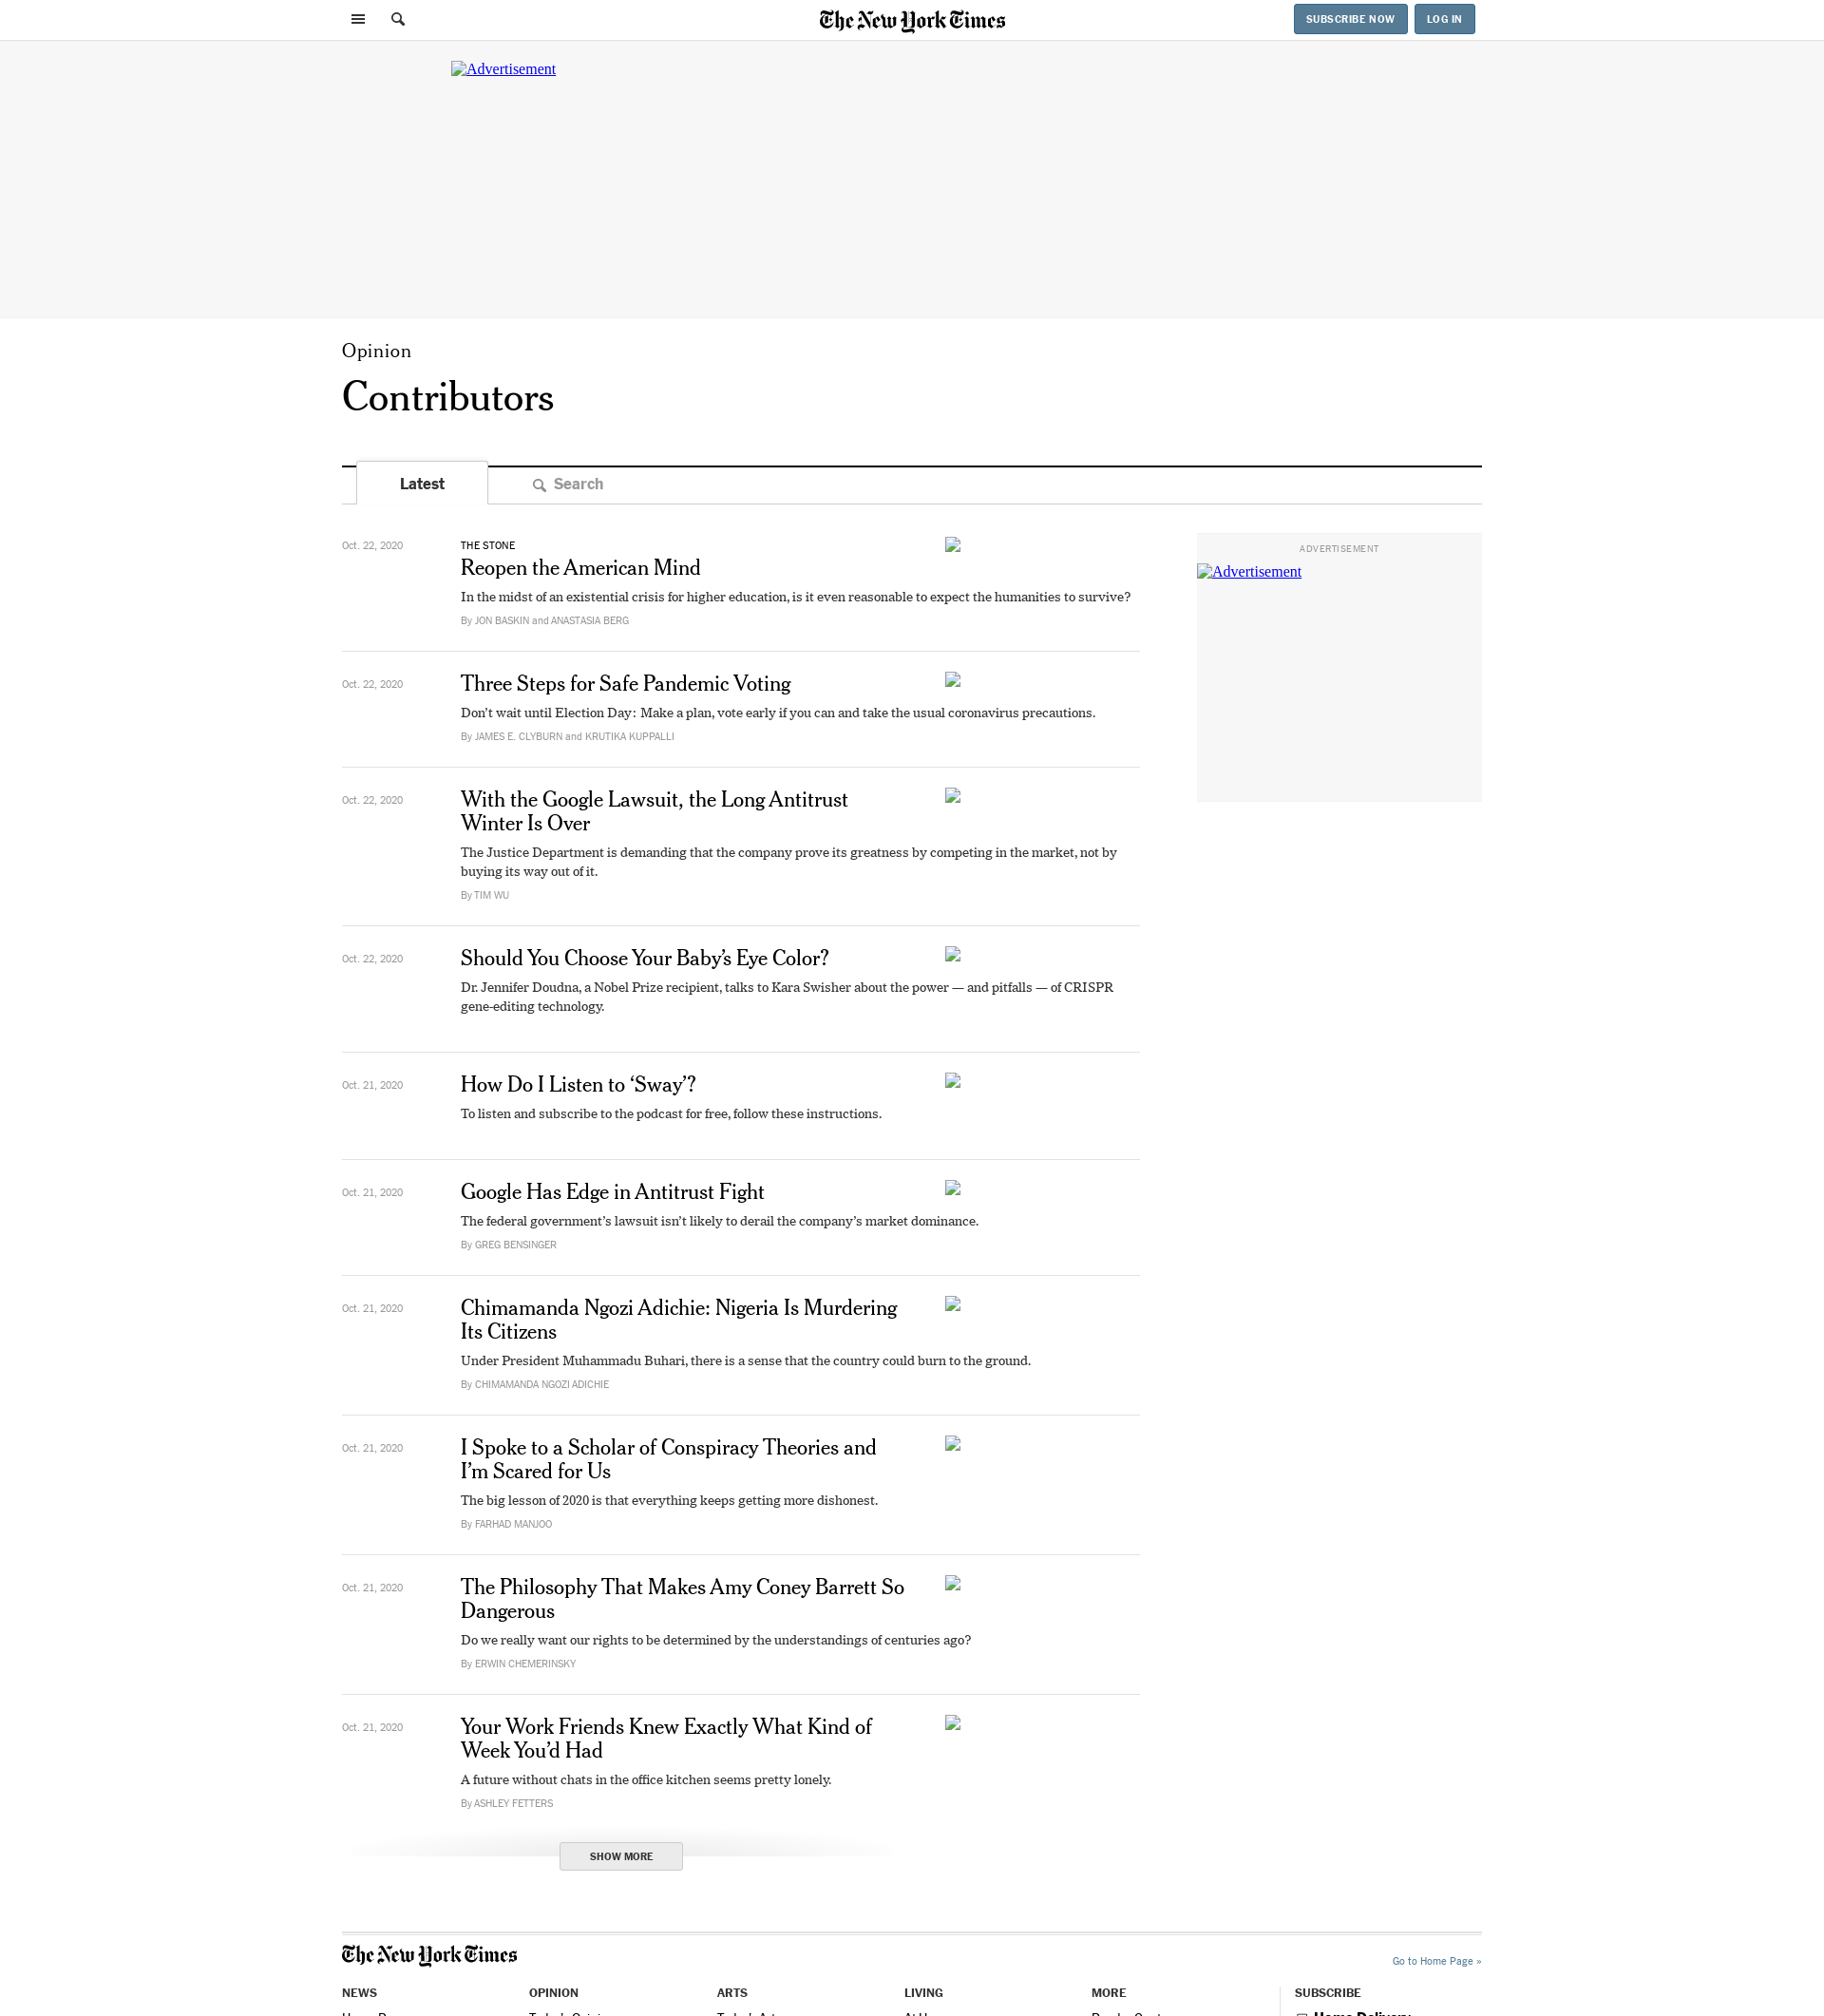 The New York Times
SUBSCRIBE NOW
LOG IN
Advertisement
Opinion
Contributors
Latest
Search
Oct. 22, 2020
THE STONE
Reopen the American Mind
In the midst of an existential crisis for higher education, is it even reasonable to expect the humanities to survive?
By JON BASKIN and ANASTASIA BERG
ADVERTISEMENT
Advertisement
Oct. 22, 2020
Three Steps for Safe Pandemic Voting
Don’t wait until Election Day: Make a plan, vote early if you can and take the usual coronavirus precautions.
By JAMES E. CLYBURN and KRUTIKA KUPPALLI
Oct. 22, 2020
With the Google Lawsuit, the Long Antitrust
Winter Is Over
The Justice Department is demanding that the company prove its greatness by competing in the market, not by
buying its way out of it.
By TIM WU
Oct. 22, 2020
Should You Choose Your Baby’s Eye Color?
Dr. Jennifer Doudna, a Nobel Prize recipient, talks to Kara Swisher about the power — and pitfalls — of CRISPR
gene-editing technology.
Oct. 21, 2020
How Do I Listen to ‘Sway’?
To listen and subscribe to the podcast for free, follow these instructions.
Oct. 21, 2020
Google Has Edge in Antitrust Fight
The federal government’s lawsuit isn’t likely to derail the company’s market dominance.
By GREG BENSINGER
Oct. 21, 2020
Chimamanda Ngozi Adichie: Nigeria Is Murdering
Its Citizens
Under President Muhammadu Buhari, there is a sense that the country could burn to the ground.
By CHIMAMANDA NGOZI ADICHIE
Oct. 21, 2020
I Spoke to a Scholar of Conspiracy Theories and
I’m Scared for Us
The big lesson of 2020 is that everything keeps getting more dishonest.
By FARHAD MANJOO
Oct. 21, 2020
The Philosophy That Makes Amy Coney Barrett So
Dangerous
Do we really want our rights to be determined by the understandings of centuries ago?
By ERWIN CHEMERINSKY
Oct. 21, 2020
Your Work Friends Knew Exactly What Kind of
Week You’d Had
A future without chats in the office kitchen seems pretty lonely.
By ASHLEY FETTERS
SHOW MORE
The New York Times
Go to Home Page »
NEWS
OPINION
ARTS
LIVING
MORE
SUBSCRIBE
Home Delivery